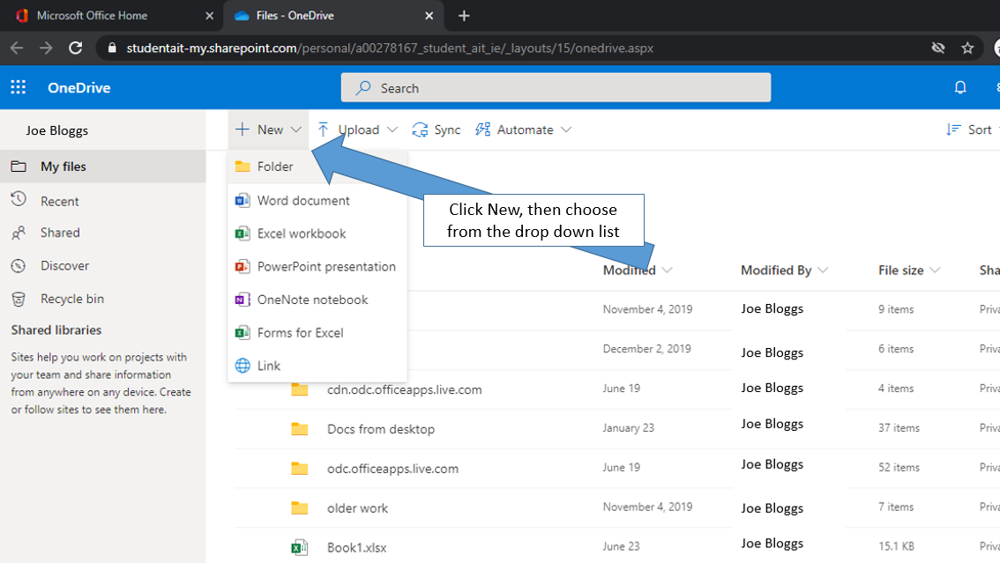 Microsoft Office Home
Files - OneDrive
studentait-my.sharepoint.com/personal/a00278167_student_ait_ie/_layouts/15/onedrive.aspx
OneDrive
Search
Joe Bloggs
New
Upload
Sync
Automate
Sort
My files
Recent
Shared
Discover
Recycle bin
Shared libraries
Sites help you work on projects with
your team and share information
from anywhere on any device. Create
or follow sites to see them here.
Folder
Word document
Excel workbook
PowerPoint presentation
OneNote notebook
Forms for Excel
Link
Click New, then choose
from the drop down list
Modified Modified By File size Sha
November 4, 2019 Joe Bloggs 9 items Priva
December 2, 2019 Joe Bloggs 6 items Priva
cdn.odc.officeapps.live.com June 19 Joe Bloggs 4 items Priva
Docs from desktop January 23 Joe Bloggs 37 items Priva
odc.officeapps.live.com June 19 Joe Bloggs 52 items Priva
older work November 4, 2019 Joe Bloggs 7 items Priva
Book1.xlsx June 23 Joe Bloggs 15.1 KB Priva